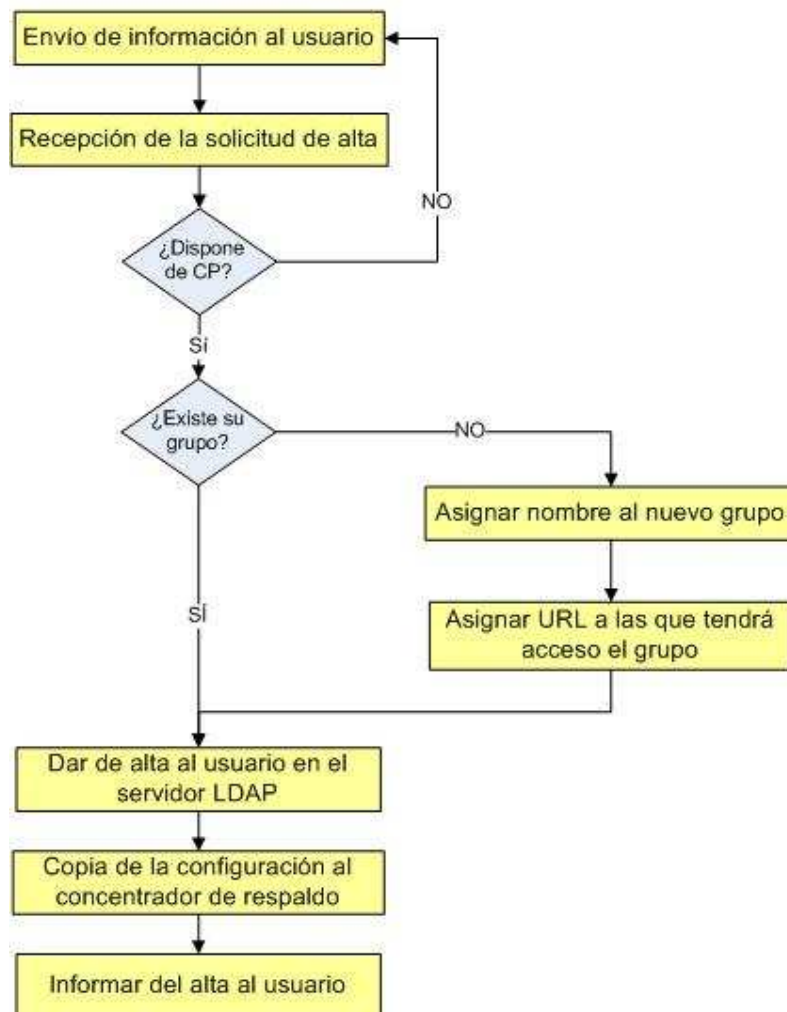 Envío de información al usuario
Recepción de la solicitud de alta
NO
¿Dispone
de CP?
Sí
¿Existe su
grupo?
NO
Asignar nombre al nuevo grupo
SÍ
Asignar URL a las que tendrá
acceso el grupo
Dar de alta al usuario en el
servidor LDAP
Copia de la configuración al
concentrador de respaldo
Informar del alta al usuario